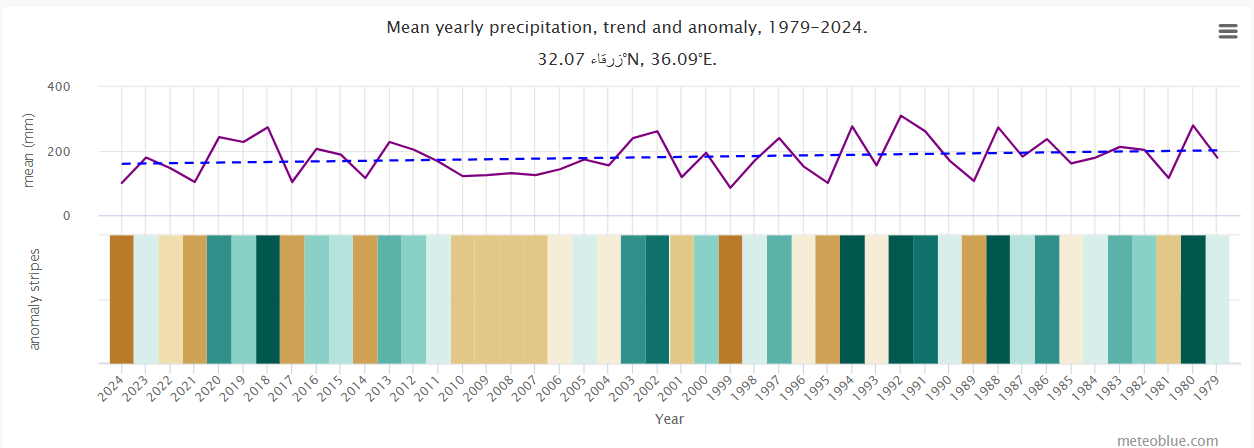 Mean yearly precipitation, trend and anomaly, 1979-2024.
زرقَاء 32.07°N, 36.09°E.
400
200
0
mean (mm)
anomaly stripes
2024 2023 2022 2021 2020 2019 2018 2017 2016 2015 2014 2013 2012 2011 2010 2009 2008 2007 2006 2005 2004 2003 2002 2001 2000 1999 1998 1997 1996 1995 1994 1993 1992 1991 1990 1989 1988 1987 1986 1985 1984 1983 1982 1981 1980 1979
Year
meteoblue.com